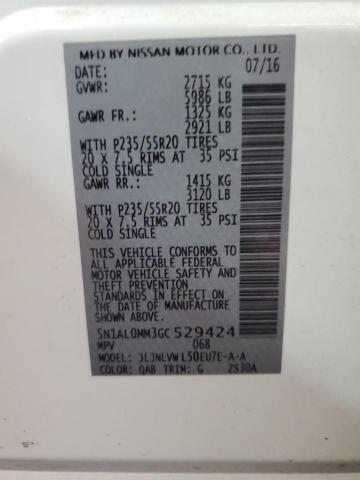 MFD BY NISSAN MOTOR CO., LTD.
DATE: 07/16
GVWR: 2715 KG
5986 LB
GAWR FR.: 1325 KG
2921 LB
WITH P235/55R20 TIRES
20 X 7.5 RIMS AT 35 PSI
COLD SINGLE
GAWR RR.: 1415 KG
3120 LB
WITH P235/55R20 TIRES
20 X 7.5 RIMS AT 35 PSI
COLD SINGLE
THIS VEHICLE CONFORMS TO
ALL APPLICABLE FEDERAL
MOTOR VEHICLE SAFETY
AND THEFT PREVENTION
STANDARDS IN EFFECT ON
THE DATE OF MANUFACTURE
SHOWN ABOVE.
5N1AL0MM3GC529424
MPV 068
MODEL: JLJNLVWL50EU7E-A-A
COLOR: QAB TRIM: G ZS30A